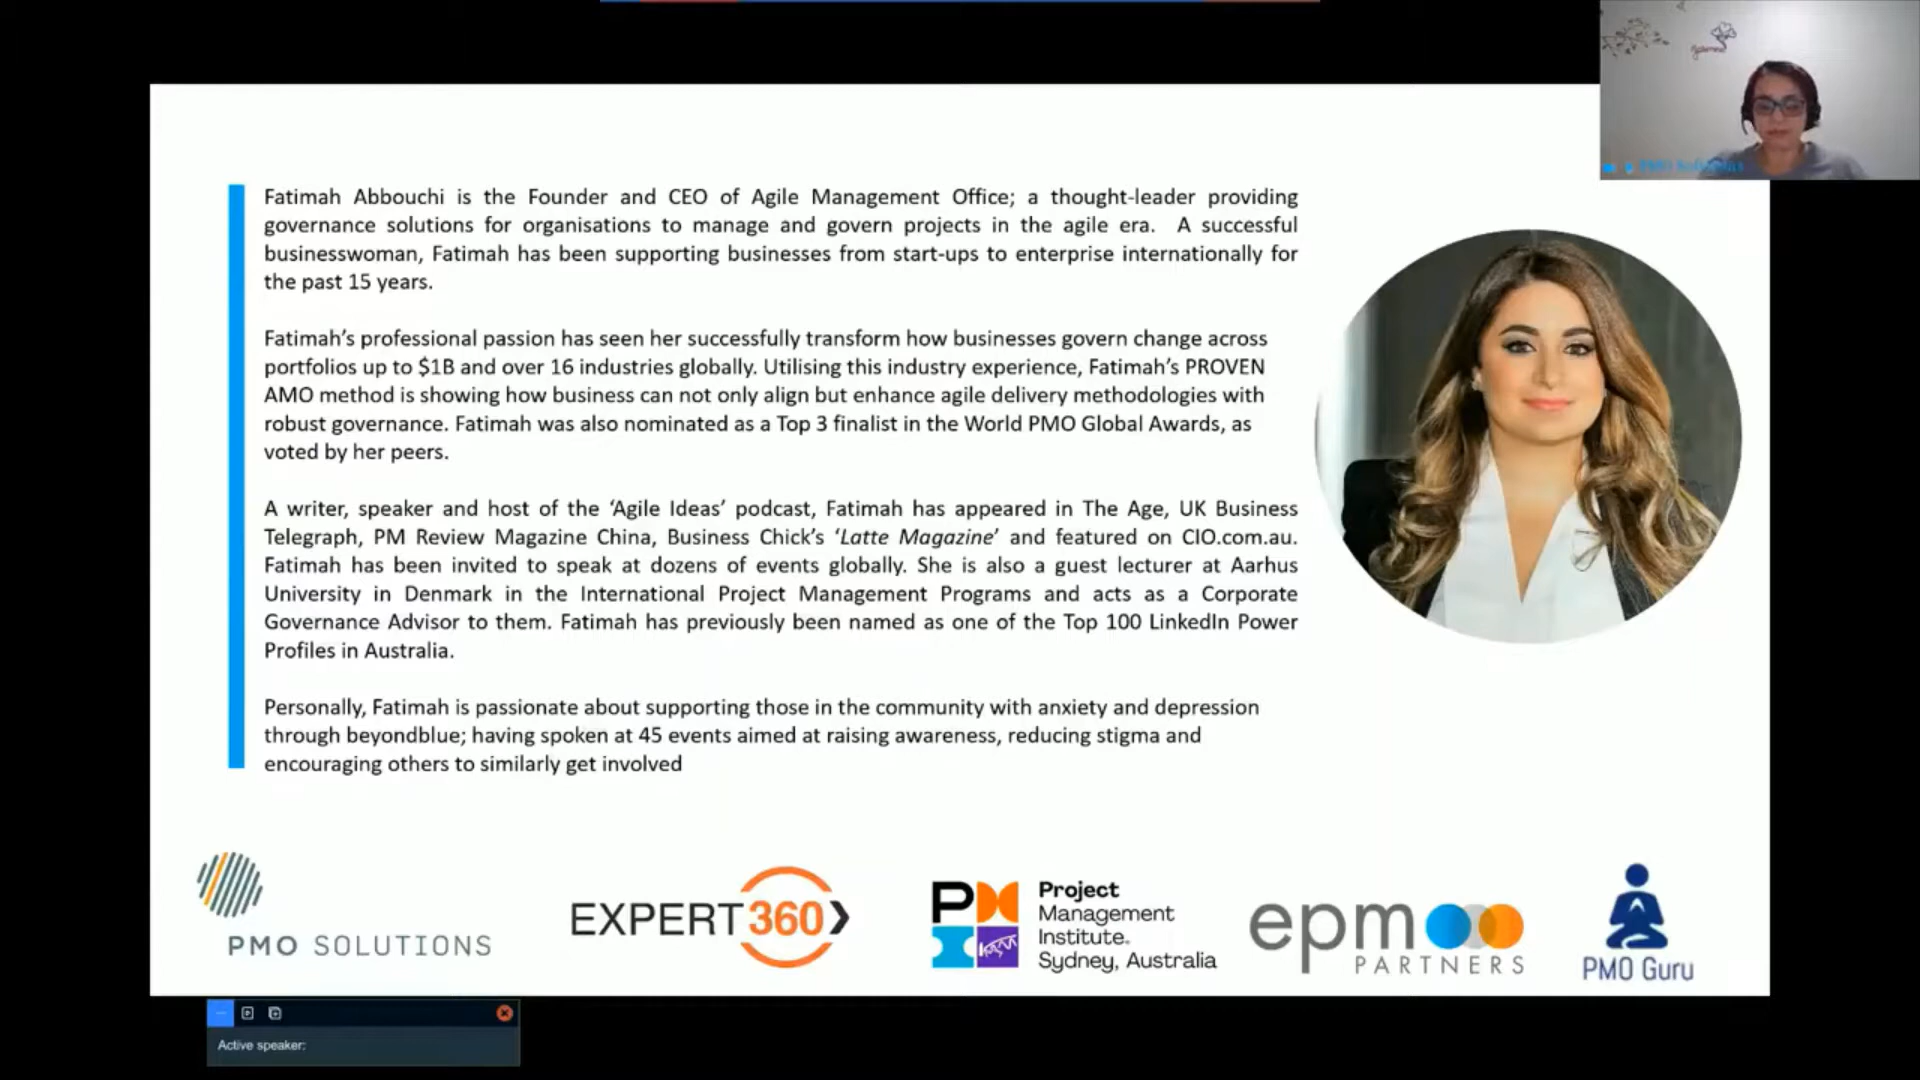 Fatimah Abbouchi is the Founder and CEO of Agile Management Office; a thought-leader providing
governance solutions for organisations to manage and govern projects in the agile era. A successful
businesswoman, Fatimah has been supporting businesses from start-ups to enterprise internationally for
the past 15 years.
Fatimah’s professional passion has seen her successfully transform how businesses govern change across
portfolios up to $1B and over 16 industries globally. Utilising this industry experience, Fatimah’s PROVEN
AMO method is showing how business can not only align but enhance agile delivery methodologies with
robust governance. Fatimah was also nominated as a Top 3 finalist in the World PMO Global Awards, as
voted by her peers.
A writer, speaker and host of the ‘Agile Ideas’ podcast, Fatimah has appeared in The Age, UK Business
Telegraph, PM Review Magazine China, Business Chick’s ‘Latte Magazine’ and featured on CIO.com.au.
Fatimah has been invited to speak at dozens of events globally. She is also a guest lecturer at Aarhus
University in Denmark in the International Project Management Programs and acts as a Corporate
Governance Advisor to them. Fatimah has previously been named as one of the Top 100 LinkedIn Power
Profiles in Australia.
Personally, Fatimah is passionate about supporting those in the community with anxiety and depression
through beyondblue; having spoken at 45 events aimed at raising awareness, reducing stigma and
encouraging others to similarly get involved
PMO Solutions
PMO SOLUTIONS
EXPERT360
PM
Project
Management
Institute.
Sydney, Australia
epm
PARTNERS
PMO Guru
Active speaker: